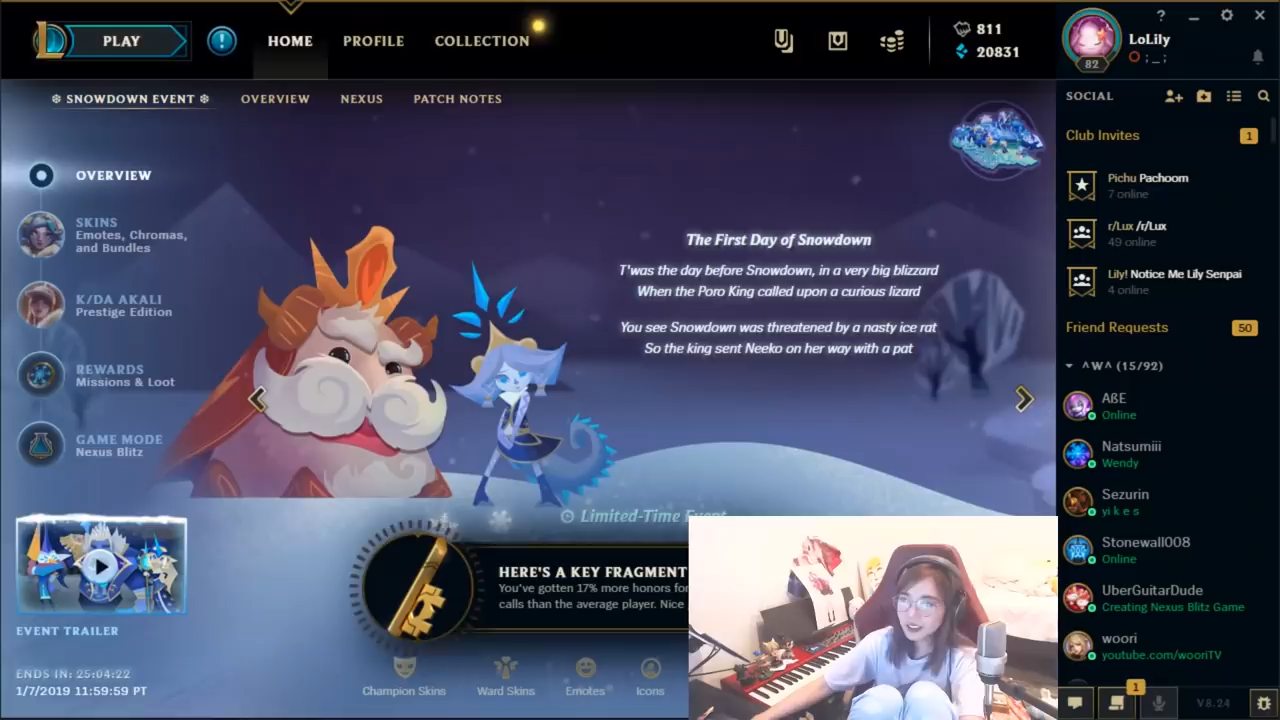 PLAY
HOME
PROFILE
COLLECTION
811
20831
?
LoLily
82
; _ ;
❄ SNOWDOWN EVENT ❄
OVERVIEW
NEXUS
PATCH NOTES
SOCIAL
Club Invites
1
Pichu Pachoom
7 online
r/Lux /r/Lux
49 online
Lily! Notice Me Lily Senpai
4 online
Friend Requests
50
^W^ (15/92)
AßE
Online
Natsumiii
Wendy
Sezurin
y i k e s
Stonewall008
Online
UberGuitarDude
Creating Nexus Blitz Game
woori
youtube.com/wooriTV
1
V8.24
OVERVIEW
SKINS
Emotes, Chromas,
and Bundles
K/DA AKALI
Prestige Edition
REWARDS
Missions & Loot
GAME MODE
Nexus Blitz
The First Day of Snowdown
T'was the day before Snowdown, in a very big blizzard
When the Poro King called upon a curious lizard
You see Snowdown was threatened by a nasty ice rat
So the king sent Neeko on her way with a pat
Limited-Time Event
HERE'S A KEY FRAGMENT
You've gotten 17% more honors for
calls than the average player. Nice
EVENT TRAILER
ENDS IN: 25:04:22
1/7/2019 11:59:59 PT
Champion Skins
Ward Skins
Emotes
Icons